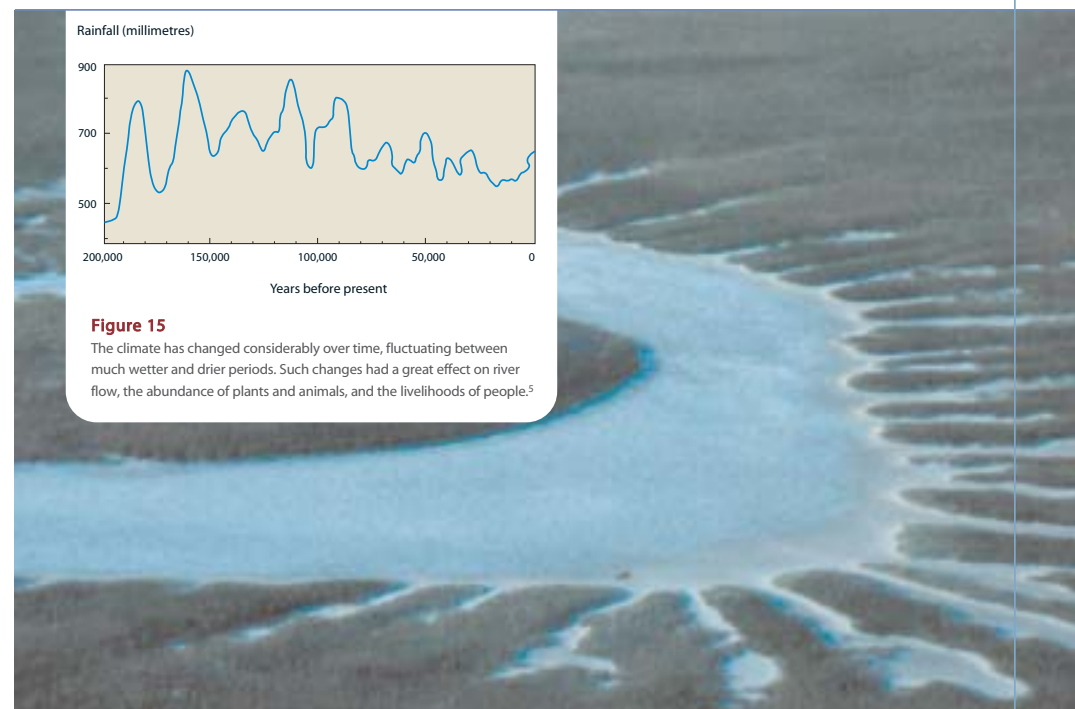 Rainfall (millimetres)
900
700
500
200,000 150,000 100,000 50,000 0
Years before present
Figure 15
The climate has changed considerably over time, fluctuating between
much wetter and drier periods. Such changes had a great effect on river
flow, the abundance of plants and animals, and the livelihoods of people.5